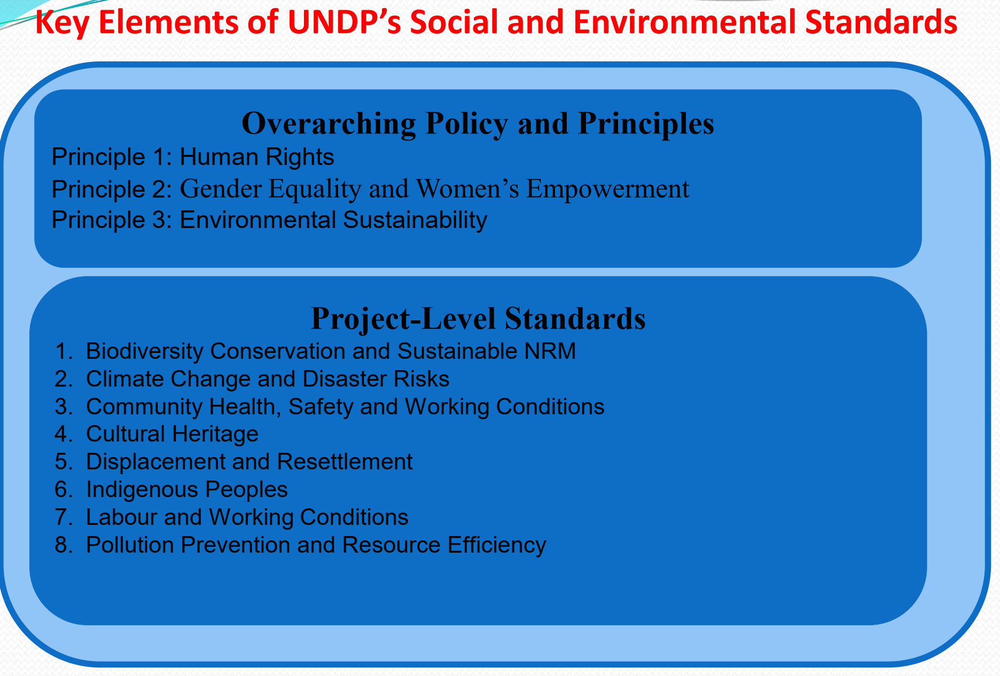 Key Elements of UNDP’s Social and Environmental Standards
Overarching Policy and Principles
Principle 1: Human Rights
Principle 2: Gender Equality and Women’s Empowerment
Principle 3: Environmental Sustainability
Project-Level Standards
1. Biodiversity Conservation and Sustainable NRM
2. Climate Change and Disaster Risks
3. Community Health, Safety and Working Conditions
4. Cultural Heritage
5. Displacement and Resettlement
6. Indigenous Peoples
7. Labour and Working Conditions
8. Pollution Prevention and Resource Efficiency